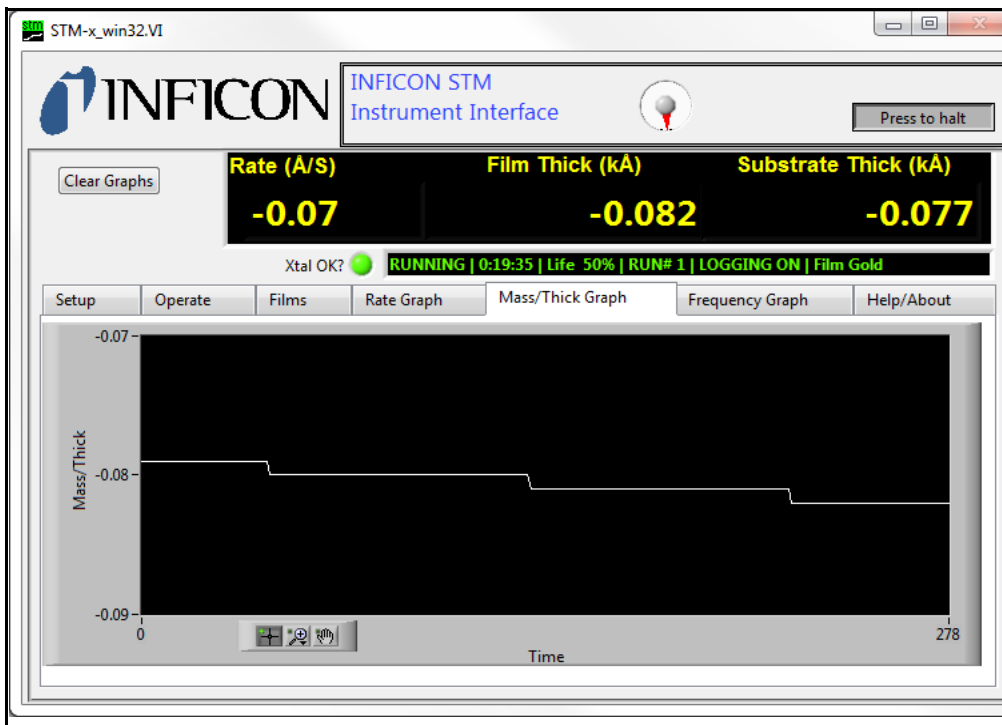 stm STM-x_win32.VI
INFICON
INFICON STM
Instrument Interface
Press to halt
Clear Graphs
Rate (Å/S) Film Thick (kÅ) Substrate Thick (kÅ)
-0.07 -0.082 -0.077
Xtal OK? RUNNING | 0:19:35 | Life 50% | RUN# 1 | LOGGING ON | Film Gold
Setup Operate Films Rate Graph Mass/Thick Graph Frequency Graph Help/About
-0.07
Mass/Thick
-0.08
-0.09
0 278
Time